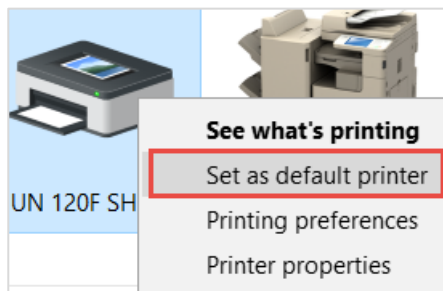 See what's printing
Set as default printer
UN 120F SH
Printing preferences
Printer properties